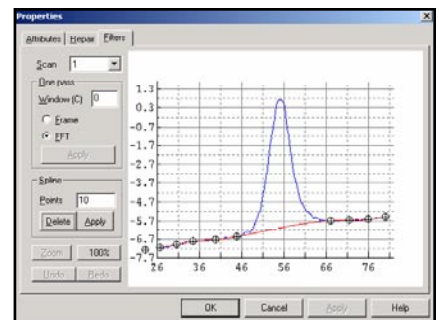 Properties
Attributes Repair Filters
Scan 1
One pass
Window (C) 0
Frame
FFT
Apply
Spline
Points 10
Delete Apply
Zoom 100%
Undo Redo
1.3
0.3
-0.7
-1.7
-2.7
-3.7
-4.7
-5.7
-6.7
-7.7
26 36 46 56 66 76
OK Cancel Apply Help